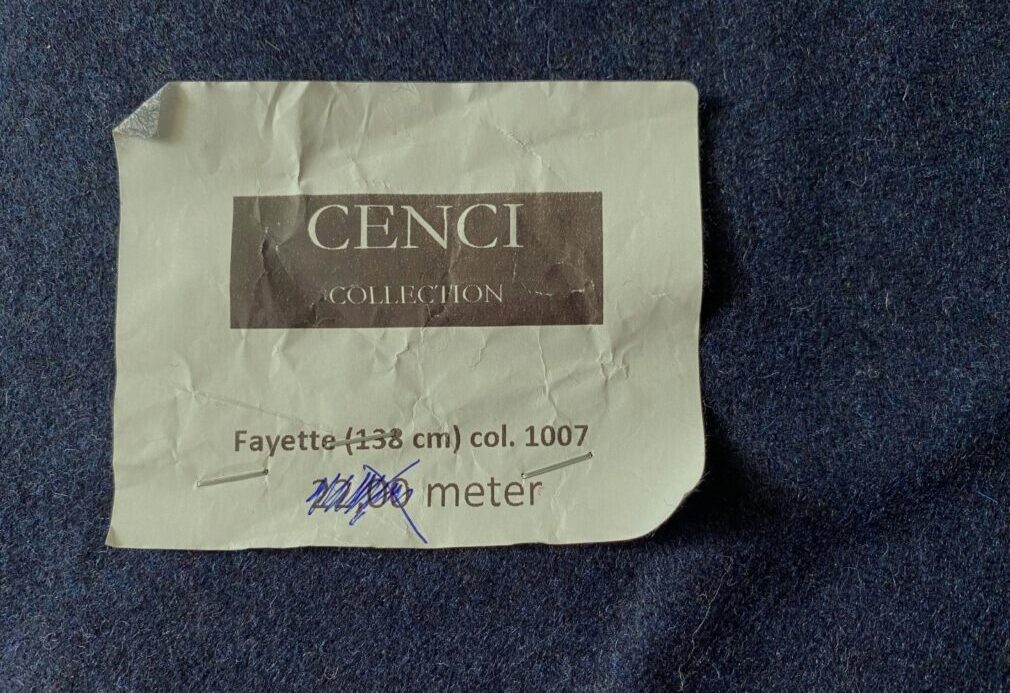 CENCI
COLLECTION
Fayette (138 cm) col. 1007
meter